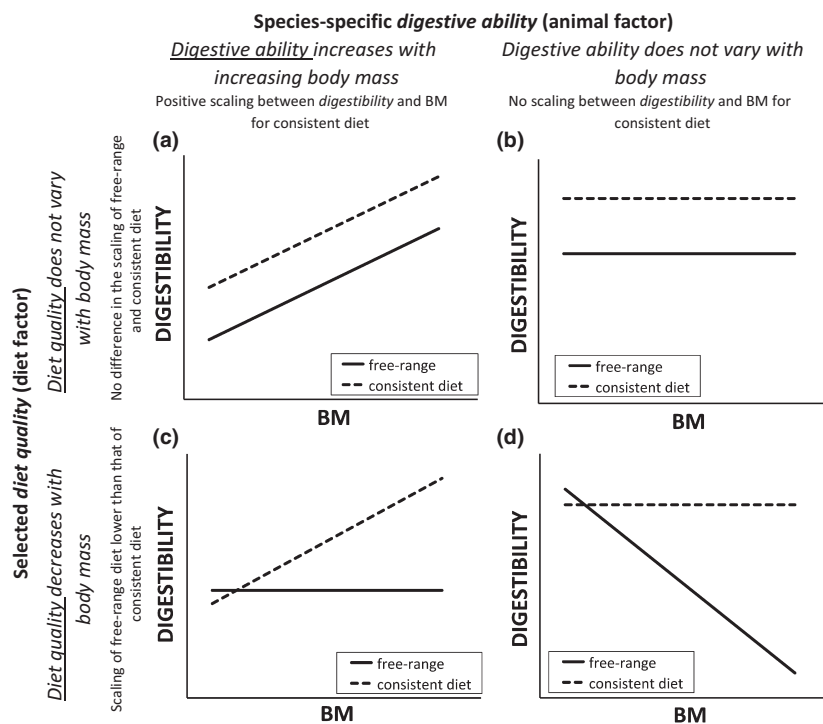 Species-specific digestive ability (animal factor)
Digestive ability increases with
increasing body mass
Positive scaling between digestibility and BM
for consistent diet
Digestive ability does not vary with
body mass
No scaling between digestibility and BM for
consistent diet
Selected diet quality (diet factor)
Diet quality does not vary
with body mass
No difference in the scaling of free-range
and consistent diet
(a)
DIGESTIBILITY
free-range
consistent diet
BM
(b)
DIGESTIBILITY
free-range
consistent diet
BM
Diet quality decreases with
body mass
Scaling of free-range diet lower than that of
consistent diet
(c)
DIGESTIBILITY
free-range
consistent diet
BM
(d)
DIGESTIBILITY
free-range
consistent diet
BM